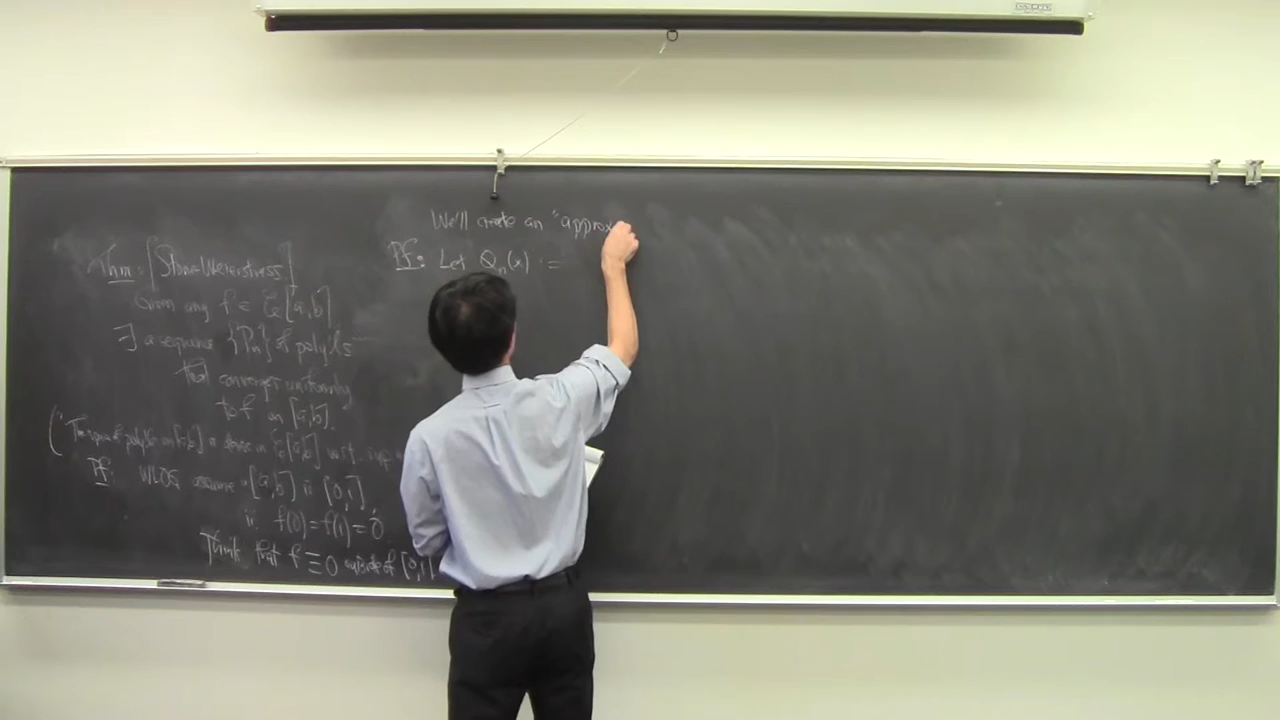 Thm: [Stone-Weierstrass]
Given any f ∈ C[a,b]
∃ a sequence {Pn} of poly'ls
that converges uniformly
to f on [a,b].
("The space of poly'ls on [a,b] is dense in C[a,b] w.r.t. sup
Pf: WLOG assume [a,b] is [0,1]
ii. f(0)=f(1)=0
Think that f ≡ 0 outside of [0,1]
We'll create an "approx
Pf: Let Qn(x) :=